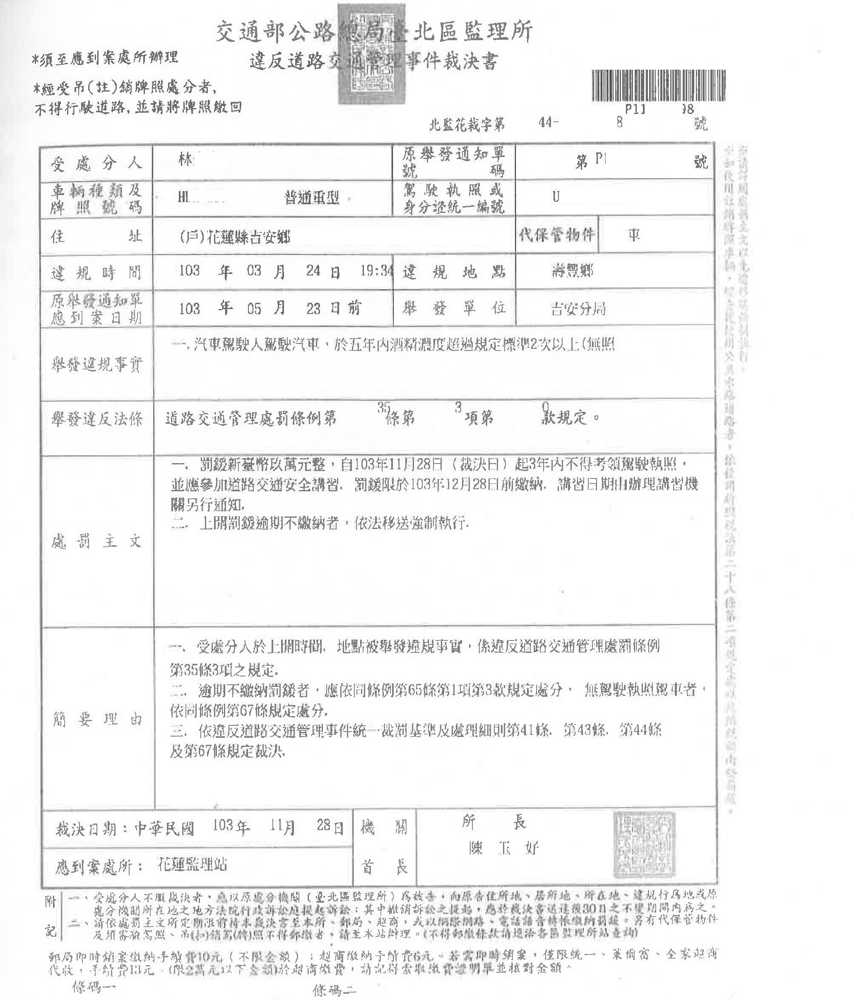 交通部公路總局臺北區監理所
違反道路交通管理事件裁決書
*須至應到案處所辦理
*經受吊(註)銷牌照處分者,
不得行駛道路,並請將牌照繳回
P11 98
北監花裁字第 44- 8 號
受處分人 林
原舉發通知單號碼 第 P1 號
車輛種類及牌照號碼 HL 普通重型
駕駛執照或身分證統一編號 U
住址 (戶)花蓮縣吉安鄉
代保管物件 車
違規時間 103 年 03 月 24 日 19:34
違規地點 壽豐鄉
原舉發通知單應到案日期 103 年 05 月 23 日前
舉發單位 吉安分局
舉發違規事實
一. 汽車駕駛人駕駛汽車,於五年內酒精濃度超過規定標準2次以上(無照
舉發違反法條 道路交通管理處罰條例第 35 條第 3 項第 0 款規定。
處罰主文
一. 罰鍰新臺幣玖萬元整,自103年11月28日(裁決日)起3年內不得考領駕駛執照,
並應參加道路交通安全講習. 罰鍰限於103年12月28日前繳納. 講習日期由辦理講習機
關另行通知.
二. 上開罰鍰逾期不繳納者,依法移送強制執行.
簡要理由
一、受處分人於上開時間. 地點被舉發違規事實,係違反道路交通管理處罰條例
第35條3項之規定.
二. 逾期不繳納罰鍰者,應依同條例第65條第1項第3款規定處分, 無駕駛執照駕車者,
依同條例第67條規定處分.
三. 依違反道路交通管理事件統一裁罰基準及處理細則第41條. 第43條. 第44條
及第67條規定裁決.
裁決日期:中華民國 103年 11月 28日
應到案處所: 花蓮監理站
機關首長
所長
陳玉好
附記
一、受處分人不服裁決者,應以原處分機關(臺北區監理所)為被告,向原告住所地、居所地、所在地、違規行為地或原
處分機關所在地之地方法院行政訴訟庭提起訴訟;其中撤銷訴訟之提起,應於裁決書送達後30日之不變期間內為之。
二、請依處罰主文所定期限前持本裁決書至本所、郵局、超商,或以網際網路、電話語音轉帳繳納罰鍰。另有代保管物件
及須審驗駕照、吊(扣)銷駕(牌)照不得郵繳者,請至本站辦理。(不得郵繳條款請逕洽各區監理所站查詢)
郵局即時銷案繳納手續費10元(不限金額);超商繳納手續費6元。若需即時銷案,僅限統一、萊爾富、全家超商
代收,手續費18元 (限2萬元以下金額)於超商繳費,請記得索取繳費證明單並核對金額。
條碼一 條碼二